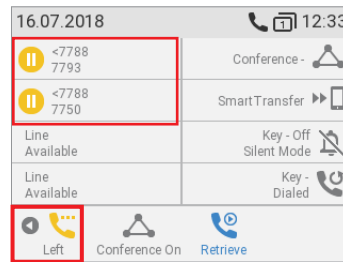 16.07.2018 1 12:33
<7788
7793
Conference -
<7788
7750
SmartTransfer
Line
Available
Key - Off
Silent Mode
Line
Available
Key -
Dialed
Left
Conference On
Retrieve